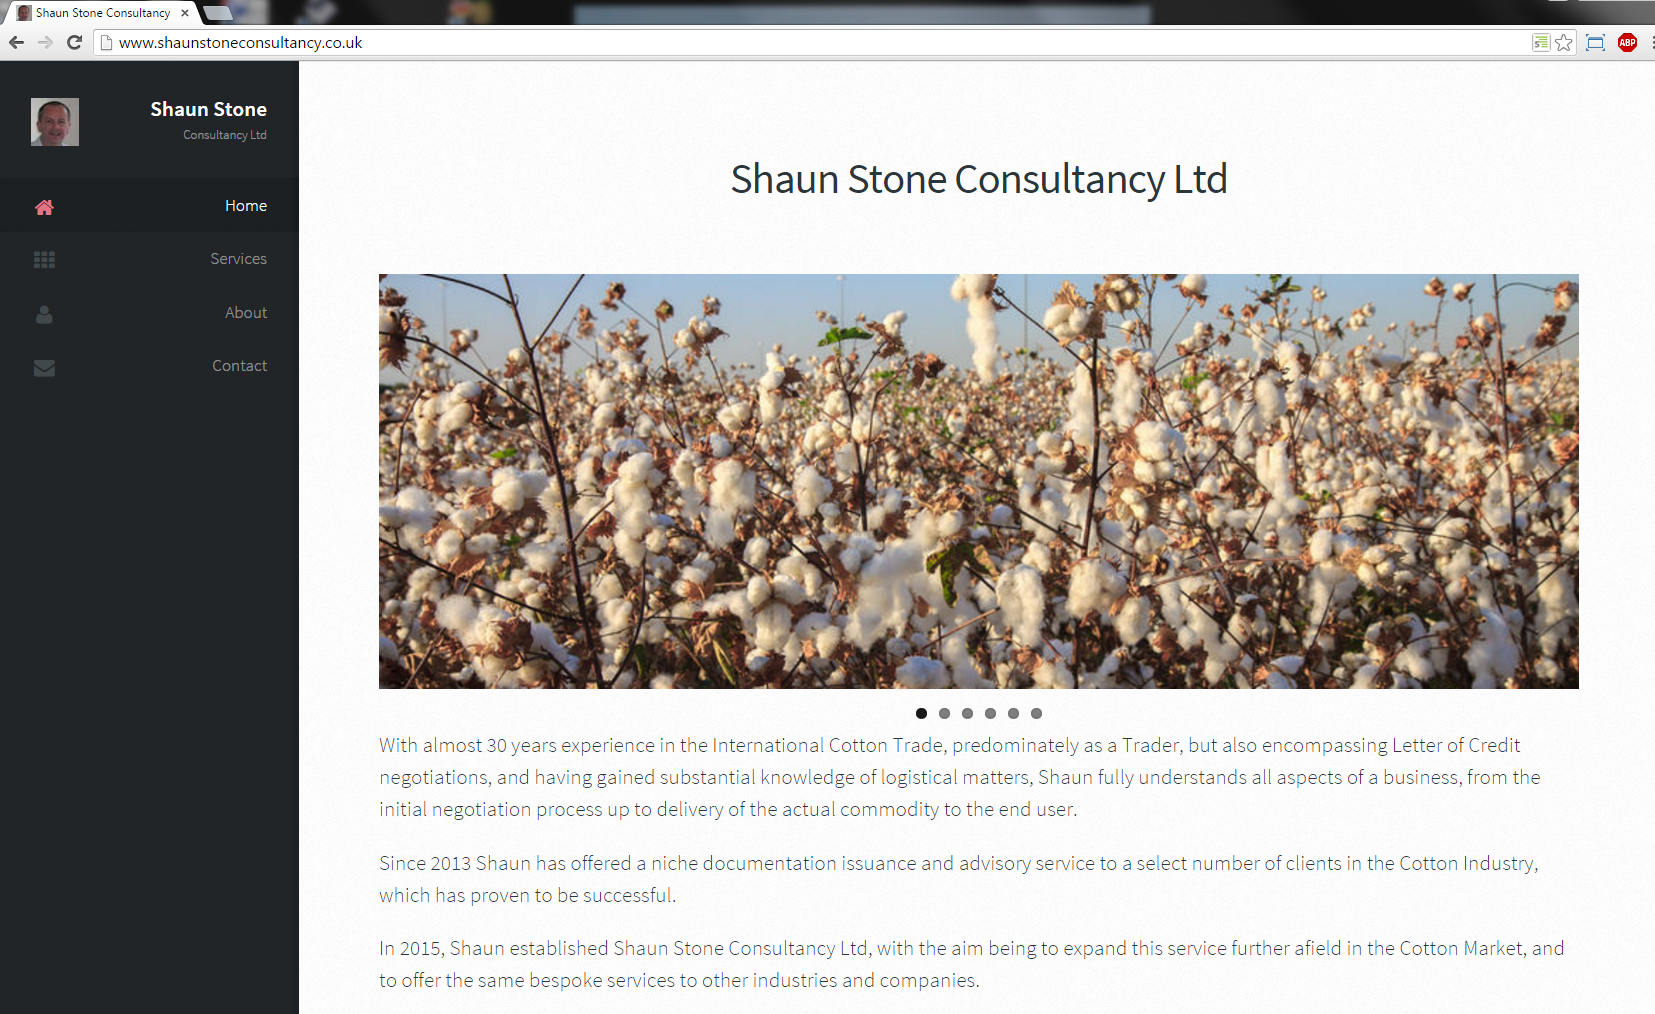 Shaun Stone Consultancy
www.shaunstoneconsultancy.co.uk
ABP
Shaun Stone
Consultancy Ltd
Home
Services
About
Contact
Shaun Stone Consultancy Ltd
With almost 30 years experience in the International Cotton Trade, predominately as a Trader, but also encompassing Letter of Credit
negotiations, and having gained substantial knowledge of logistical matters, Shaun fully understands all aspects of a business, from the
initial negotiation process up to delivery of the actual commodity to the end user.
Since 2013 Shaun has offered a niche documentation issuance and advisory service to a select number of clients in the Cotton Industry,
which has proven to be successful.
In 2015, Shaun established Shaun Stone Consultancy Ltd, with the aim being to expand this service further afield in the Cotton Market, and
to offer the same bespoke services to other industries and companies.